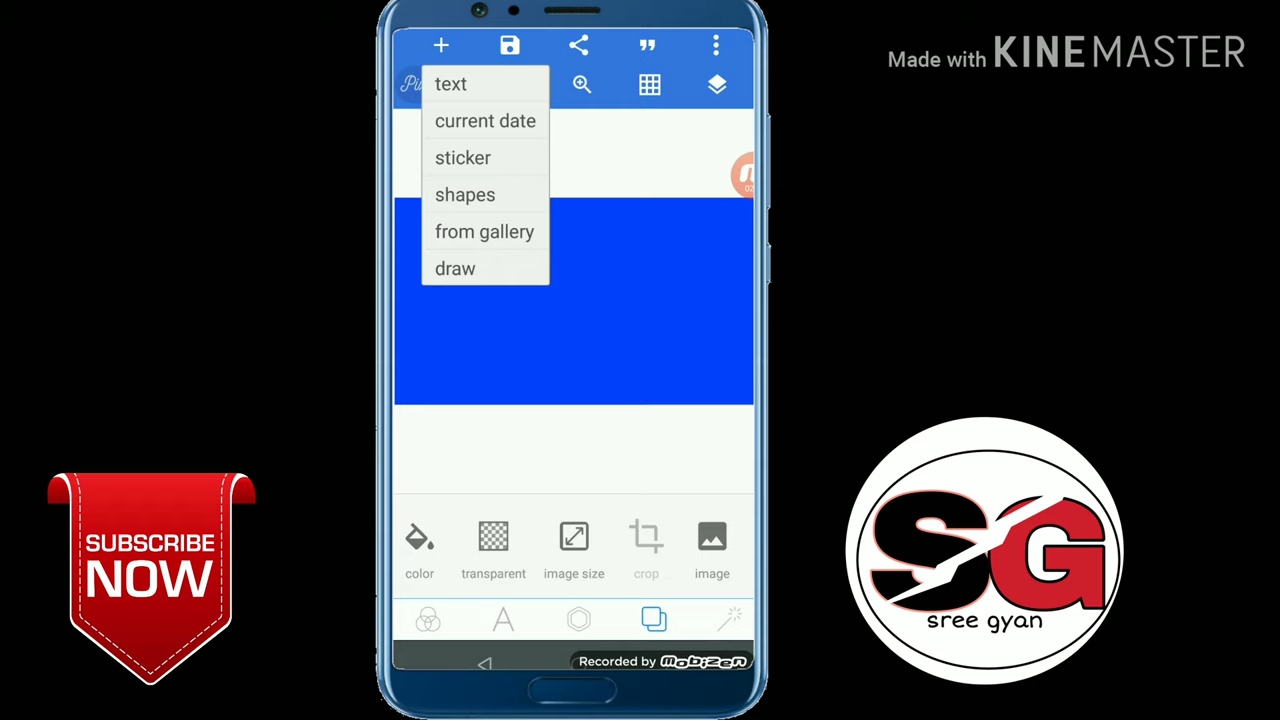 Made with KINEMASTER
text
current date
sticker
shapes
from gallery
draw
color
transparent
image size
crop
image
Recorded by mobizen
SUBSCRIBE
NOW
SG
sree gyan